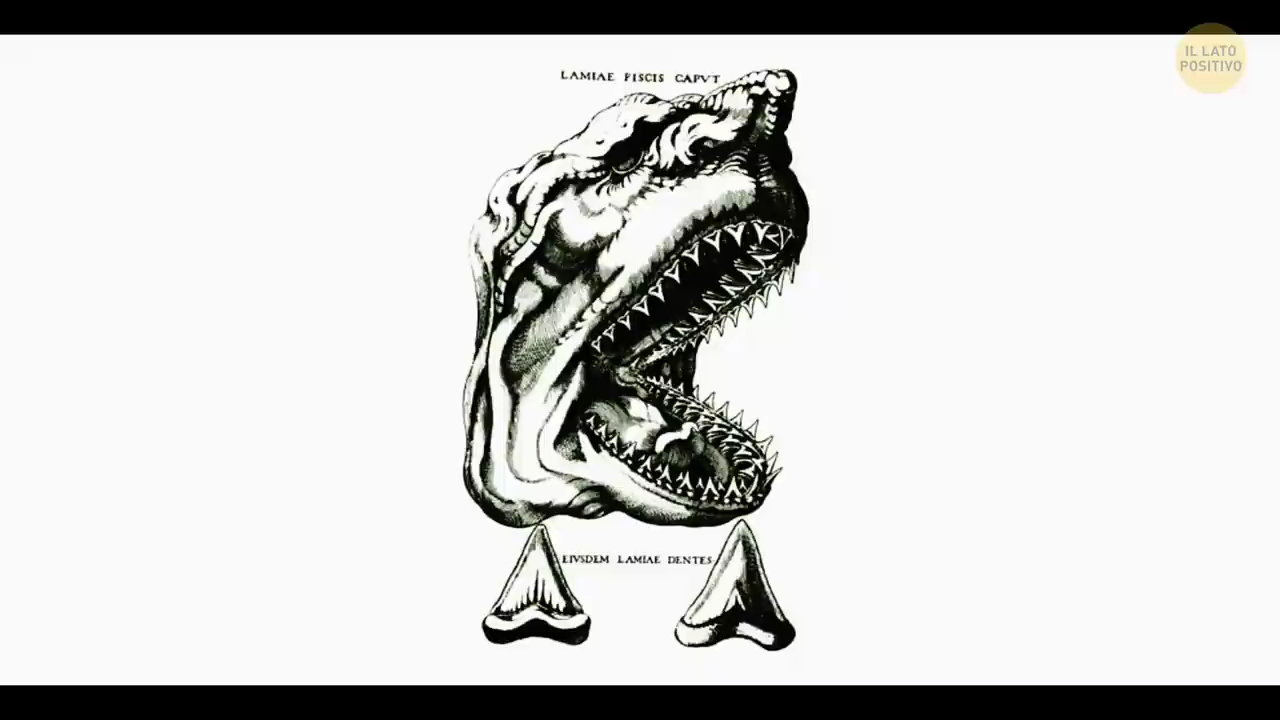 IL LATO
POSITIVO
LAMIAE PISCIS CAPVT
EIVSDEM LAMIAE DENTES